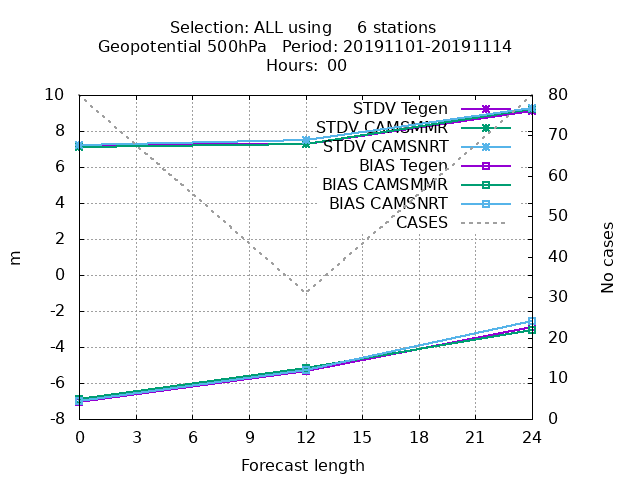 Selection: ALL using     6 stations
Geopotential 500hPa   Period: 20191101-20191114
Hours: 00
10
8
6
4
2
0
-2
-4
-6
-8
m
80
70
60
50
40
30
20
10
0
No cases
STDV Tegen
STDV CAMSMMR
STDV CAMSNRT
BIAS Tegen
BIAS CAMSMMR
BIAS CAMSNRT
CASES
0 3 6 9 12 15 18 21 24
Forecast length